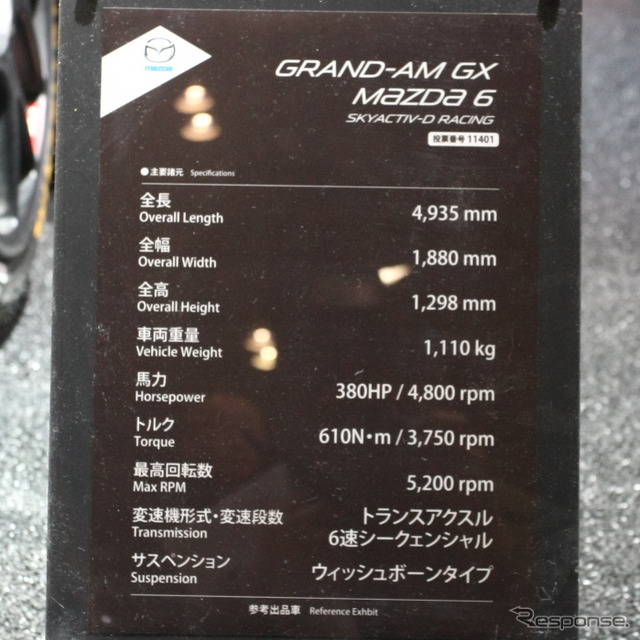 mazda
GRAND-AM GX
MAZDA 6
SKYACTIV-D RACING
投票番号 11401
●主要諸元 Specifications
全長
Overall Length 4,935 mm
全幅
Overall Width 1,880 mm
全高
Overall Height 1,298 mm
車両重量
Vehicle Weight 1,110 kg
馬力
Horsepower 380HP / 4,800 rpm
トルク
Torque 610N・m / 3,750 rpm
最高回転数
Max RPM 5,200 rpm
変速機形式・変速段数 トランスアクスル
Transmission 6速シークェンシャル
サスペンション
Suspension ウィッシュボーンタイプ
参考出品車 Reference Exhbit
Response.